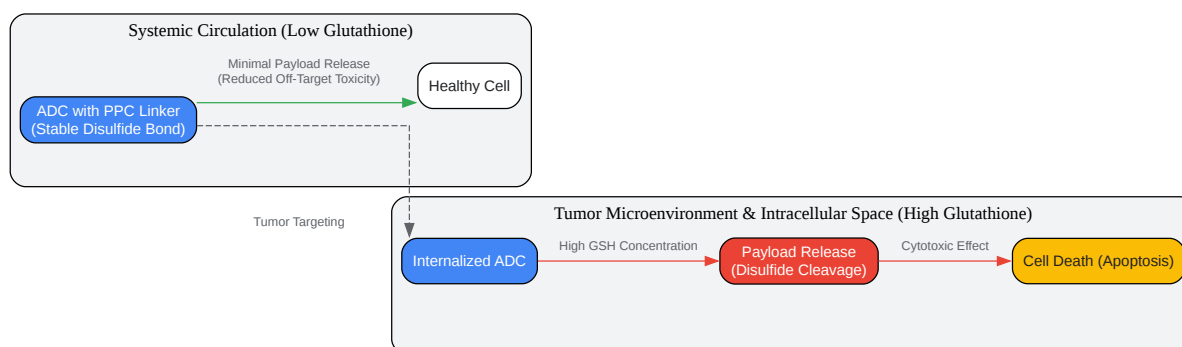 Systemic Circulation (Low Glutathione)
Minimal Payload Release
(Reduced Off-Target Toxicity)
Healthy Cell
ADC with PPC Linker
(Stable Disulfide Bond)
Tumor Targeting
Tumor Microenvironment & Intracellular Space (High Glutathione)
Internalized ADC
High GSH Concentration
Payload Release
(Disulfide Cleavage)
Cytotoxic Effect
Cell Death (Apoptosis)